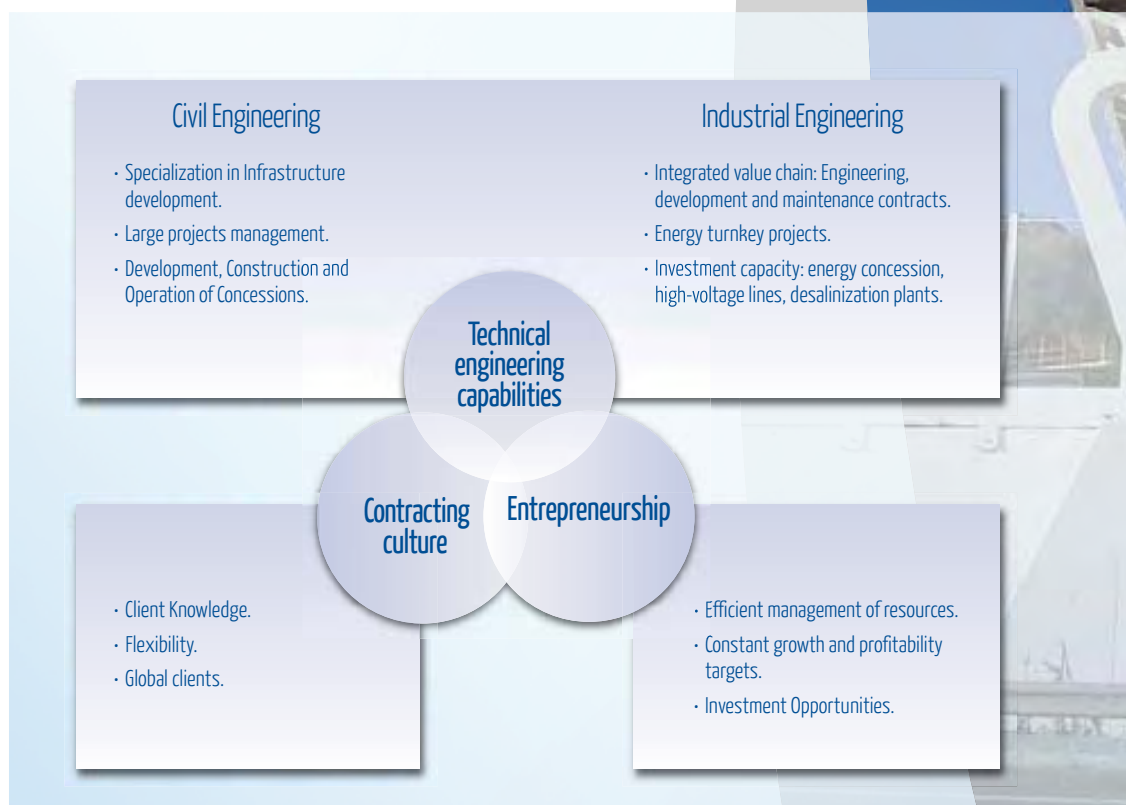 Civil Engineering
· Specialization in Infrastructure
development.
· Large projects management.
· Development, Construction and
Operation of Concessions.
Industrial Engineering
· Integrated value chain: Engineering,
development and maintenance contracts.
· Energy turnkey projects.
· Investment capacity: energy concession,
high-voltage lines, desalinization plants.
Technical
engineering
capabilities
Contracting
culture
Entrepreneurship
· Client Knowledge.
· Flexibility.
· Global clients.
· Efficient management of resources.
· Constant growth and profitability
targets.
· Investment Opportunities.